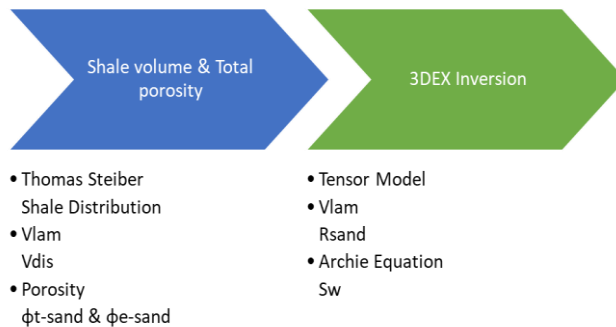 Shale volume & Total
porosity
3DEX Inversion
• Thomas Steiber
Shale Distribution
• Vlam
Vdis
• Porosity
ϕt-sand & ϕe-sand
• Tensor Model
• Vlam
Rsand
• Archie Equation
Sw